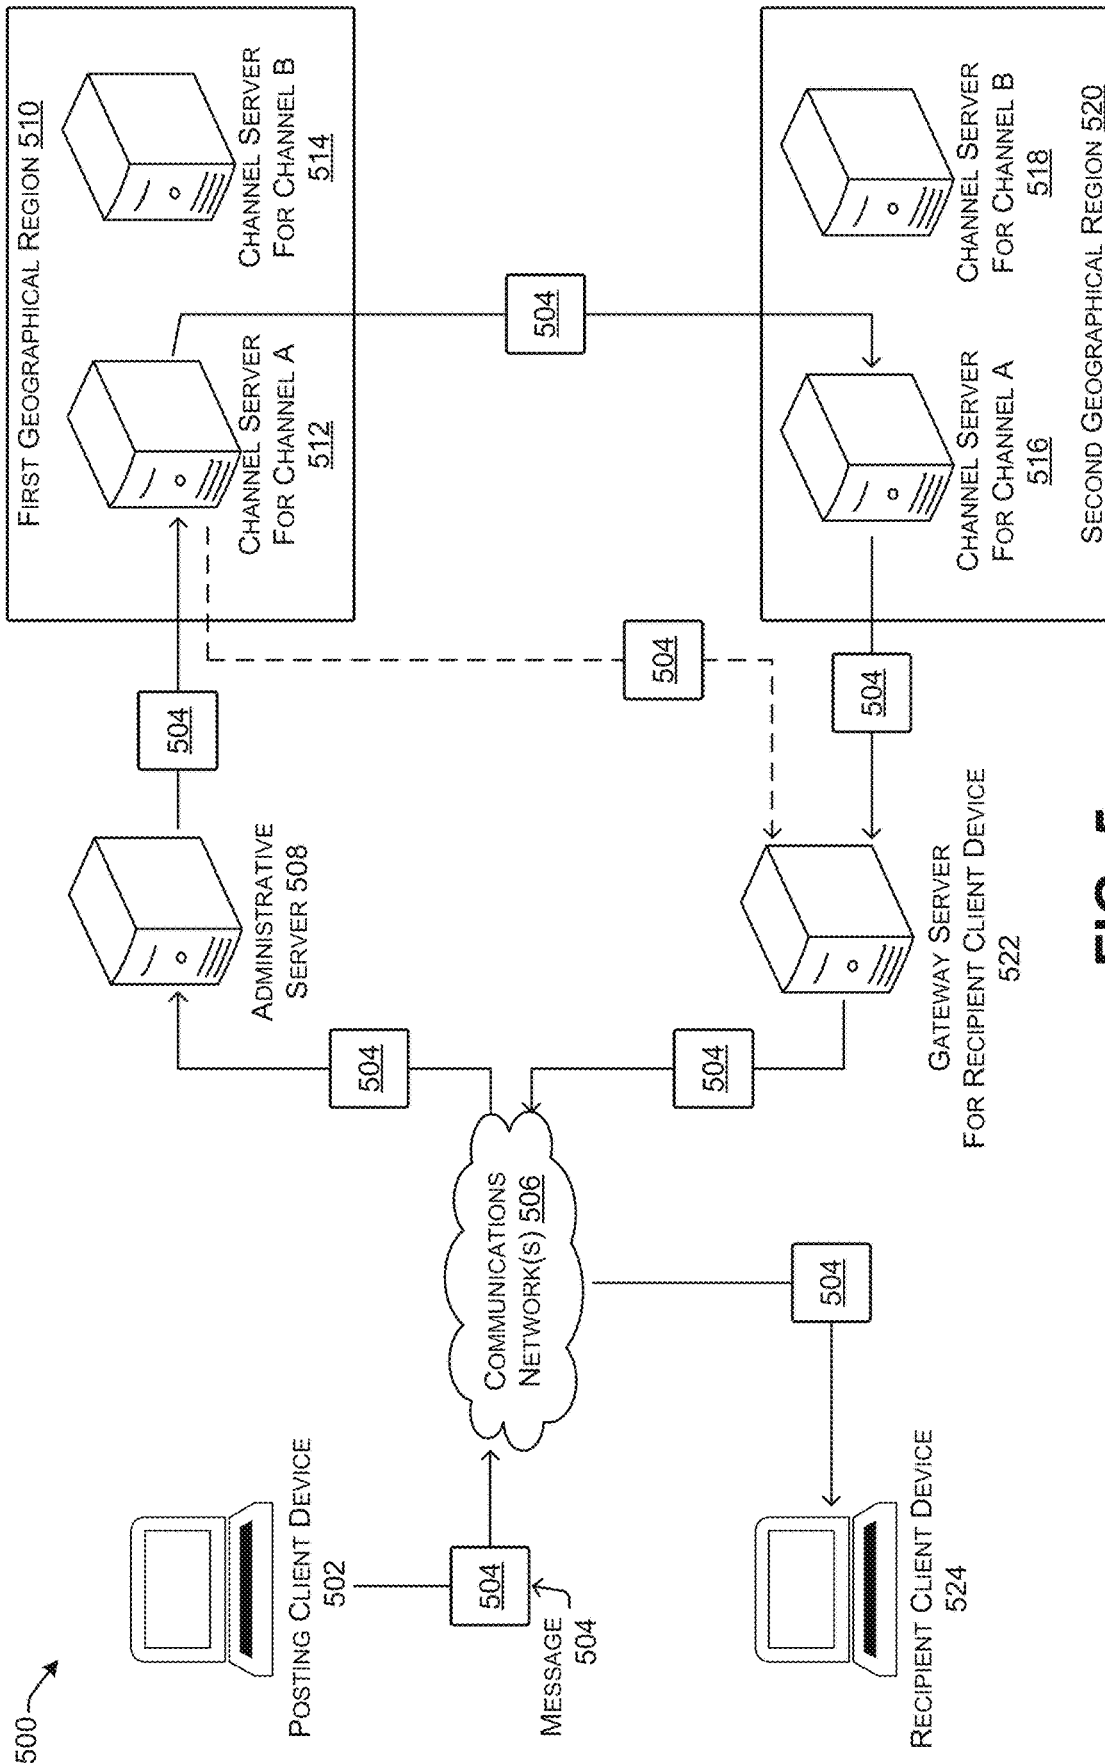 500
POSTING CLIENT DEVICE
502
504
MESSAGE
504
COMMUNICATIONS
NETWORK(S) 506
504
ADMINISTRATIVE
SERVER 508
504
FIRST GEOGRAPHICAL REGION 510
CHANNEL SERVER
FOR CHANNEL A
512
CHANNEL SERVER
FOR CHANNEL B
514
504
504
RECIPIENT CLIENT DEVICE
524
504
504
GATEWAY SERVER
FOR RECIPIENT CLIENT DEVICE
522
504
CHANNEL SERVER
FOR CHANNEL A
516
CHANNEL SERVER
FOR CHANNEL B
518
SECOND GEOGRAPHICAL REGION 520
FIG.